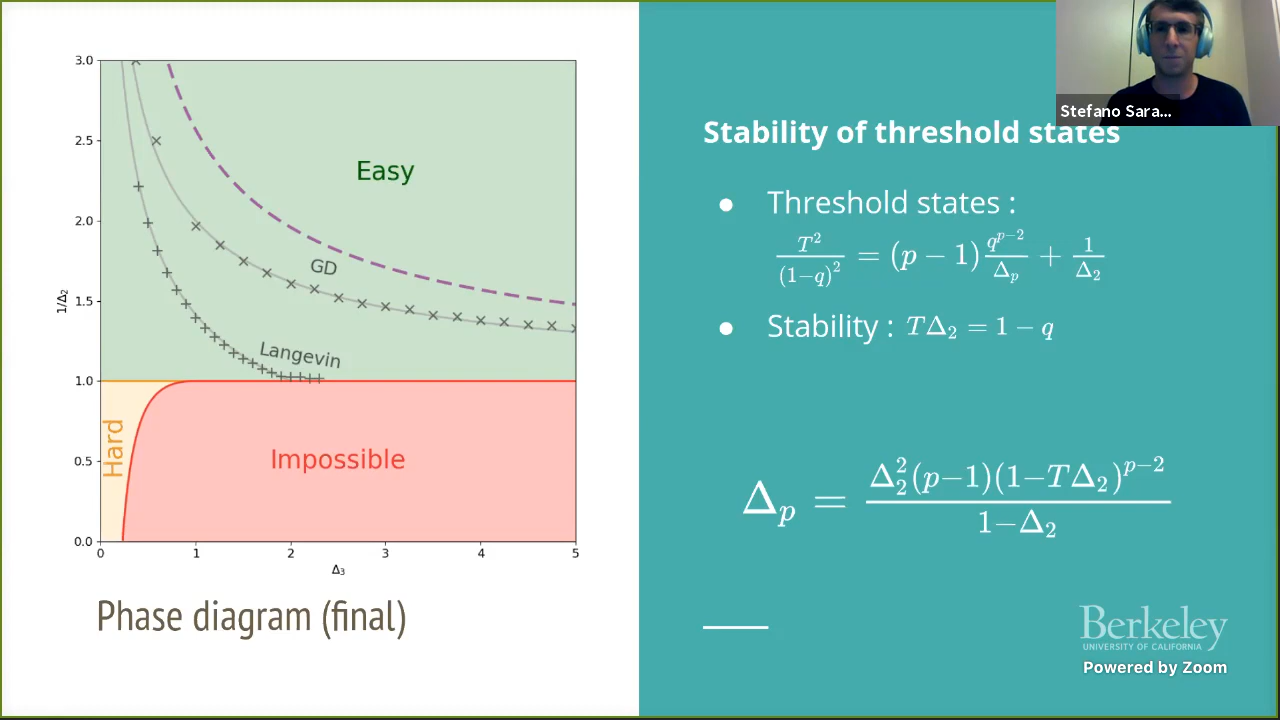 3.0
2.5
2.0
1.5
1.0
0.5
0.0
1/Δ₂
Easy
GD
Langevin
Hard
Impossible
0 1 2 3 4 5
Δ₃
Phase diagram (final)
Stefano Sara...
Stability of threshold states
● Threshold states :
T²/(1−q)² = (p − 1) q^{p−2}/Δ_p + 1/Δ₂
● Stability : TΔ₂ = 1 − q
Δ_p = Δ₂²(p−1)(1−TΔ₂)^{p−2}/(1−Δ₂)
Berkeley
UNIVERSITY OF CALIFORNIA
Powered by Zoom